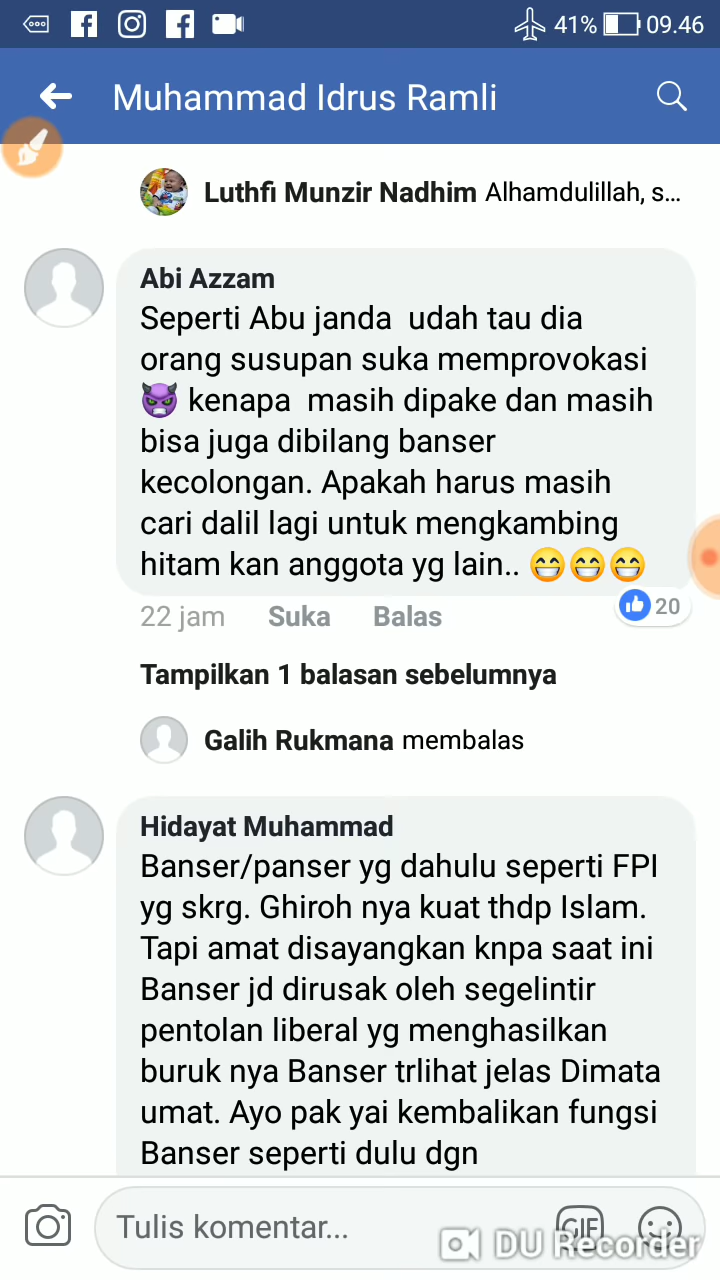 41% 09.46
Muhammad Idrus Ramli
Luthfi Munzir Nadhim Alhamdulillah, s...
Abi Azzam
Seperti Abu janda udah tau dia
orang susupan suka memprovokasi
👿 kenapa masih dipake dan masih
bisa juga dibilang banser
kecolongan. Apakah harus masih
cari dalil lagi untuk mengkambing
hitam kan anggota yg lain.. 😁😁😁
22 jam Suka Balas 20
Tampilkan 1 balasan sebelumnya
Galih Rukmana membalas
Hidayat Muhammad
Banser/panser yg dahulu seperti FPI
yg skrg. Ghiroh nya kuat thdp Islam.
Tapi amat disayangkan knpa saat ini
Banser jd dirusak oleh segelintir
pentolan liberal yg menghasilkan
buruk nya Banser trlihat jelas Dimata
umat. Ayo pak yai kembalikan fungsi
Banser seperti dulu dgn
Tulis komentar...
GIF
DU Recorder